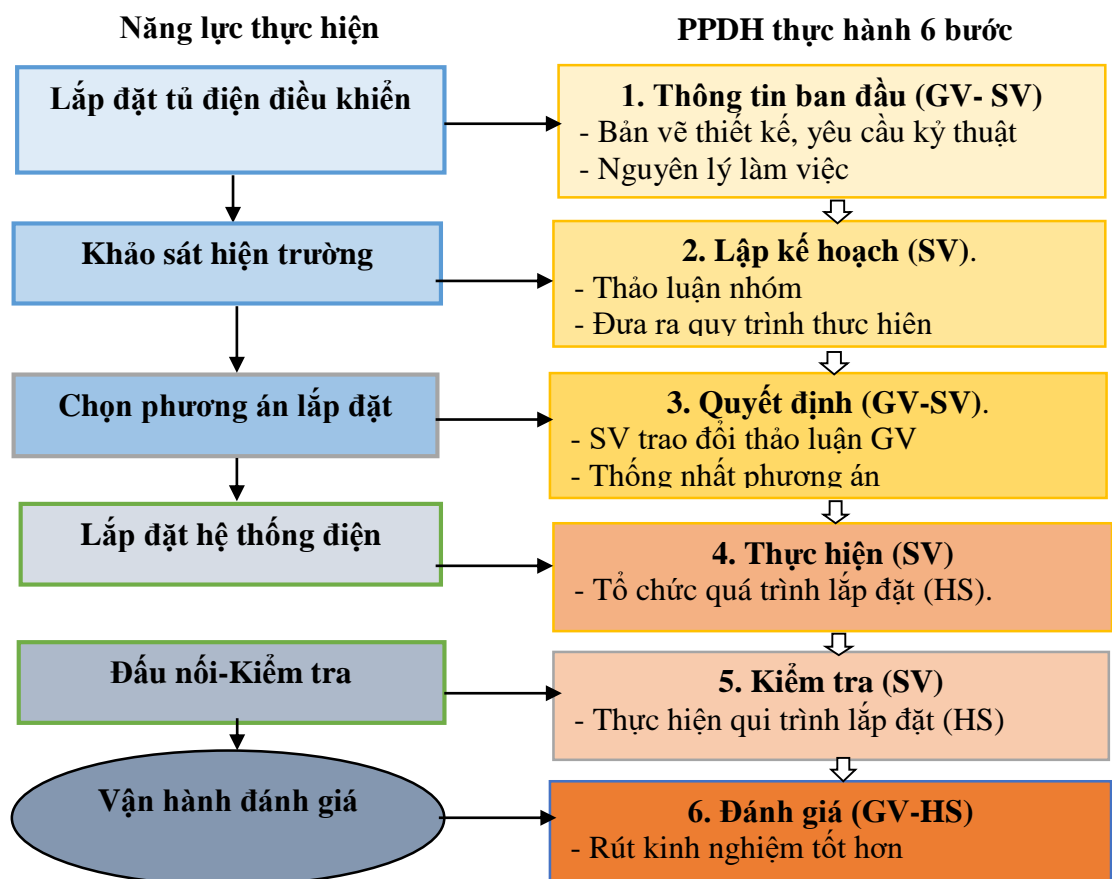 Năng lực thực hiện
PPDH thực hành 6 bước
Lắp đặt tủ điện điều khiển
1. Thông tin ban đầu (GV- SV)
- Bản vẽ thiết kế, yêu cầu kỷ thuật
- Nguyên lý làm việc
Khảo sát hiện trường
2. Lập kế hoạch (SV).
- Thảo luận nhóm
- Đưa ra quy trình thực hiện
Chọn phương án lắp đặt
3. Quyết định (GV-SV).
- SV trao đổi thảo luận GV
- Thống nhất phương án
Lắp đặt hệ thống điện
4. Thực hiện (SV)
- Tổ chức quá trình lắp đặt (HS).
Đấu nối-Kiểm tra
5. Kiểm tra (SV)
- Thực hiện qui trình lắp đặt (HS)
Vận hành đánh giá
6. Đánh giá (GV-HS)
- Rút kinh nghiệm tốt hơn